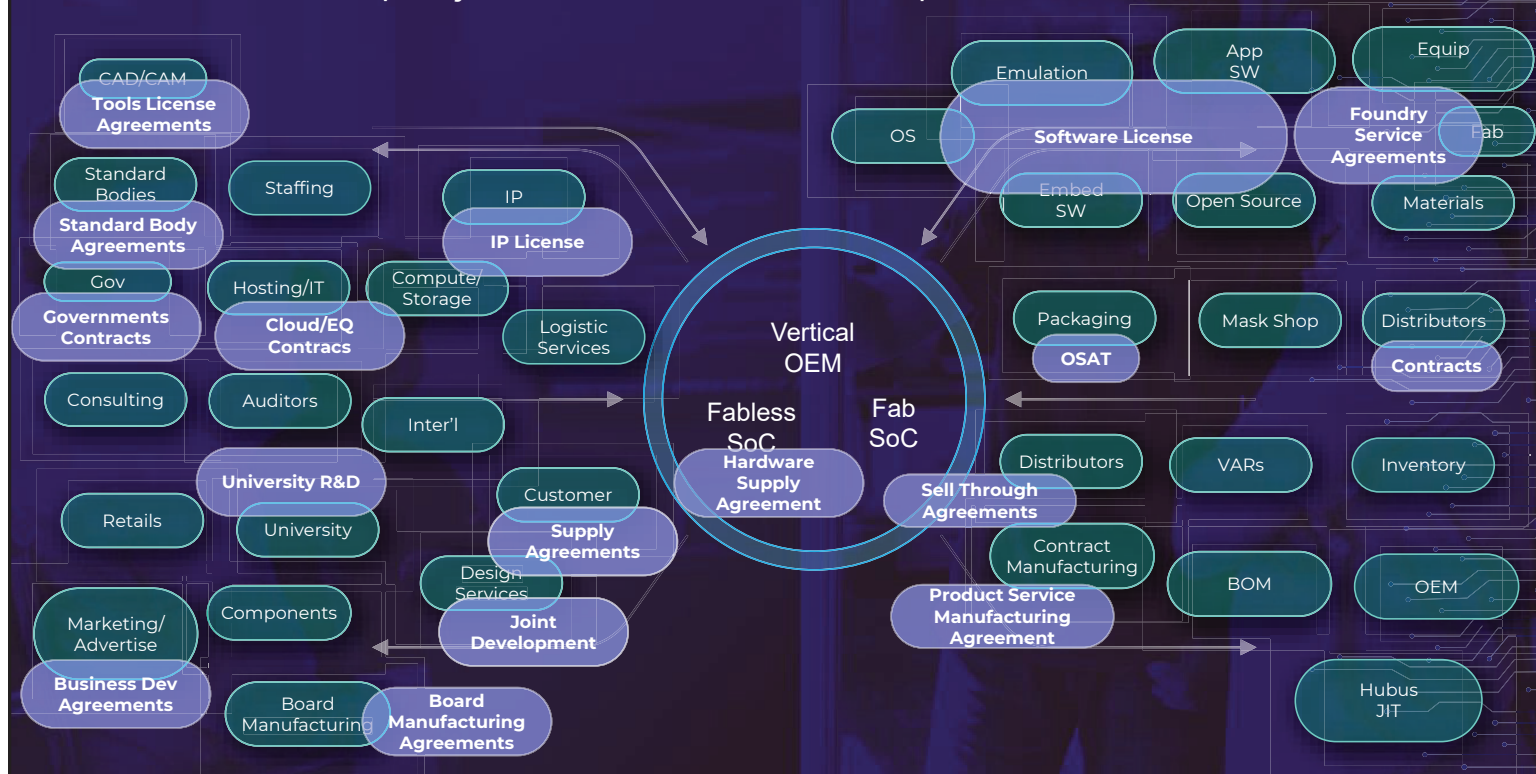 CAD/CAM
Tools License
Agreements
Standard
Bodies
Staffing
IP
Standard Body
Agreements
IP License
Gov
Hosting/IT
Compute/
Storage
Governments
Contracts
Cloud/EQ
Contracs
Logistic
Services
Consulting
Auditors
Inter’l
University R&D
Retails
University
Customer
Supply
Agreements
Design
Services
Marketing/
Advertise
Components
Joint
Development
Business Dev
Agreements
Board
Manufacturing
Board
Manufacturing
Agreements
Vertical
OEM
Fabless
SoC
Fab
SoC
Hardware
Supply
Agreement
Sell Through
Agreements
Emulation
App
SW
Equip
OS
Software License
Foundry
Service
Agreements
Fab
Embed
SW
Open Source
Materials
Packaging
OSAT
Mask Shop
Distributors
Contracts
Distributors
VARs
Inventory
Contract
Manufacturing
Product Service
Manufacturing
Agreement
BOM
OEM
Hubus
JIT